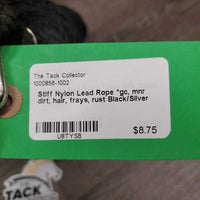 The Tack Collector
1000856-1002
Stiff Nylon Lead Rope *gc, mnr
dirt, hair, frays, rust Black/Silver
$8.75
U8TYSB
TACK